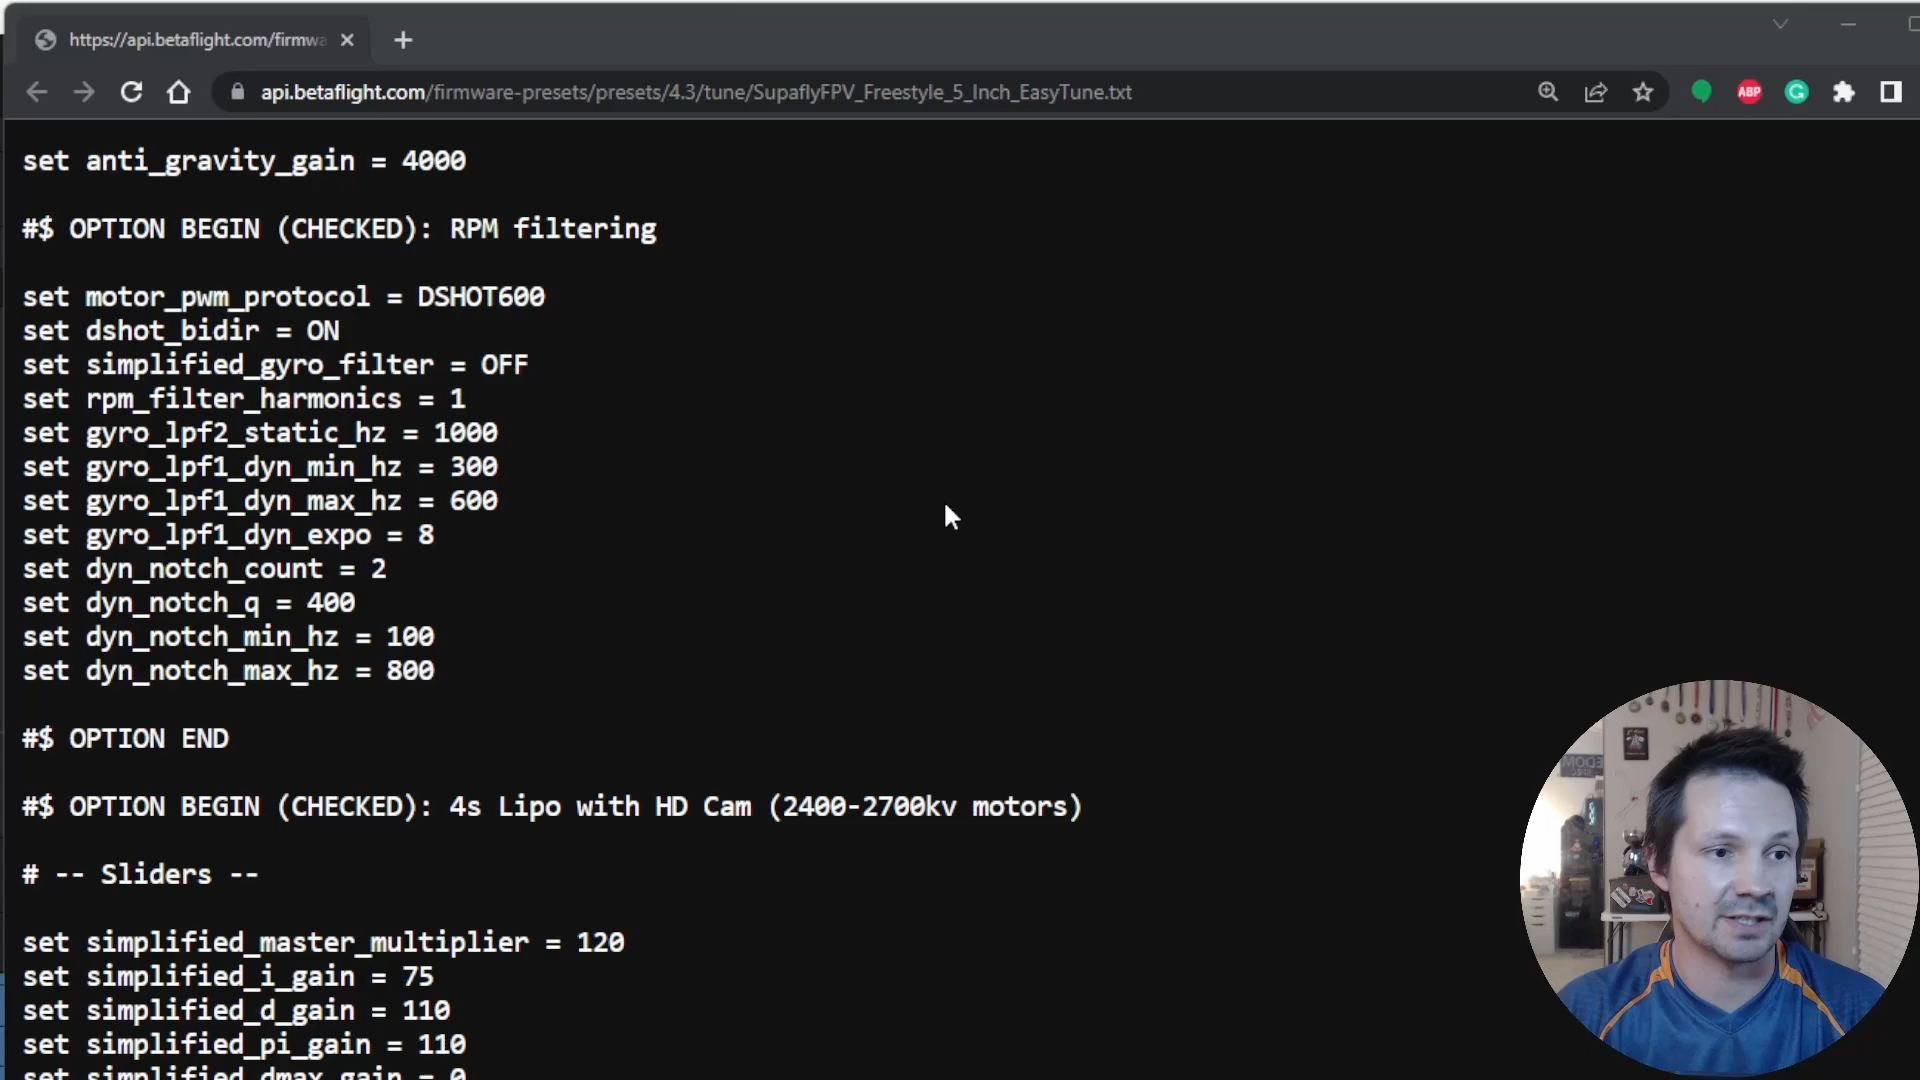 https://api.betaflight.com/firmwa
api.betaflight.com/firmware-presets/presets/4.3/tune/SupaflyFPV_Freestyle_5_Inch_EasyTune.txt
ABP
G
set anti_gravity_gain = 4000
#$ OPTION BEGIN (CHECKED): RPM filtering
set motor_pwm_protocol = DSHOT600
set dshot_bidir = ON
set simplified_gyro_filter = OFF
set rpm_filter_harmonics = 1
set gyro_lpf2_static_hz = 1000
set gyro_lpf1_dyn_min_hz = 300
set gyro_lpf1_dyn_max_hz = 600
set gyro_lpf1_dyn_expo = 8
set dyn_notch_count = 2
set dyn_notch_q = 400
set dyn_notch_min_hz = 100
set dyn_notch_max_hz = 800
#$ OPTION END
#$ OPTION BEGIN (CHECKED): 4s Lipo with HD Cam (2400-2700kv motors)
# -- Sliders --
set simplified_master_multiplier = 120
set simplified_i_gain = 75
set simplified_d_gain = 110
set simplified_pi_gain = 110
set simplified_dmax_gain = 0